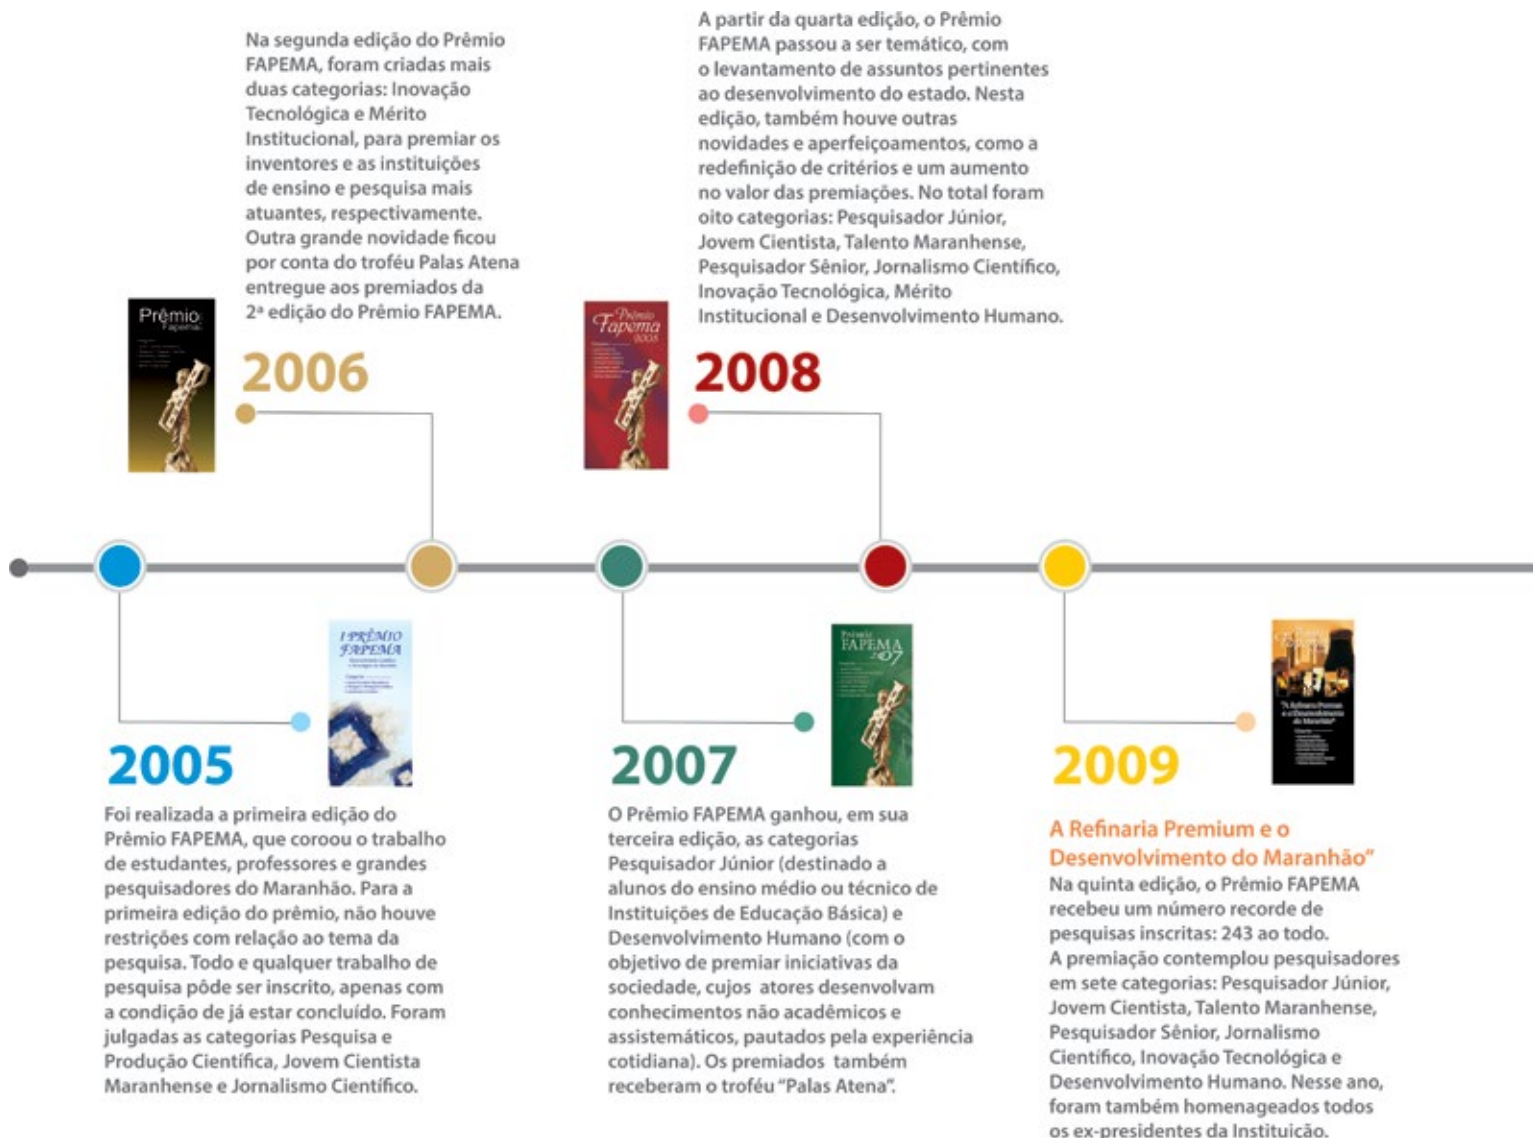 Na segunda edição do Prêmio
FAPEMA, foram criadas mais
duas categorias: Inovação
Tecnológica e Mérito
Institucional, para premiar os
inventores e as instituições
de ensino e pesquisa mais
atuantes, respectivamente.
Outra grande novidade ficou
por conta do troféu Palas Atena
entregue aos premiados da
2ª edição do Prêmio FAPEMA.
Prêmio
Fapema
2006
A partir da quarta edição, o Prêmio
FAPEMA passou a ser temático, com
o levantamento de assuntos pertinentes
ao desenvolvimento do estado. Nesta
edição, também houve outras
novidades e aperfeiçoamentos, como a
redefinição de critérios e um aumento
no valor das premiações. No total foram
oito categorias: Pesquisador Júnior,
Jovem Cientista, Talento Maranhense,
Pesquisador Sênior, Jornalismo Científico,
Inovação Tecnológica, Mérito
Institucional e Desenvolvimento Humano.
Prêmio
Fapema
2008
2008
I PRÊMIO
FAPEMA
2005
Foi realizada a primeira edição do
Prêmio FAPEMA, que coroou o trabalho
de estudantes, professores e grandes
pesquisadores do Maranhão. Para a
primeira edição do prêmio, não houve
restrições com relação ao tema da
pesquisa. Todo e qualquer trabalho de
pesquisa pôde ser inscrito, apenas com
a condição de já estar concluído. Foram
julgadas as categorias Pesquisa e
Produção Científica, Jovem Cientista
Maranhense e Jornalismo Científico.
Prêmio
FAPEMA
2007
2007
O Prêmio FAPEMA ganhou, em sua
terceira edição, as categorias
Pesquisador Júnior (destinado a
alunos do ensino médio ou técnico de
Instituições de Educação Básica) e
Desenvolvimento Humano (com o
objetivo de premiar iniciativas da
sociedade, cujos atores desenvolvam
conhecimentos não acadêmicos e
assistemáticos, pautados pela experiência
cotidiana). Os premiados também
receberam o troféu “Palas Atena”.
"A Refinaria Premium
e o Desenvolvimento
do Maranhão"
2009
A Refinaria Premium e o
Desenvolvimento do Maranhão”
Na quinta edição, o Prêmio FAPEMA
recebeu um número recorde de
pesquisas inscritas: 243 ao todo.
A premiação contemplou pesquisadores
em sete categorias: Pesquisador Júnior,
Jovem Cientista, Talento Maranhense,
Pesquisador Sênior, Jornalismo
Científico, Inovação Tecnológica e
Desenvolvimento Humano. Nesse ano,
foram também homenageados todos
os ex-presidentes da Instituição.